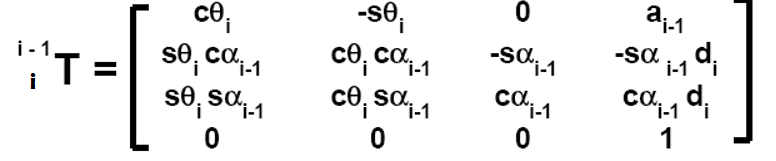 cθi -sθi 0 ai-1
i - 1 i T = sθi cαi-1 cθi cαi-1 -sαi-1 -sα i-1 di
sθi sαi-1 cθi sαi-1 cαi-1 cαi-1 di
0 0 0 1